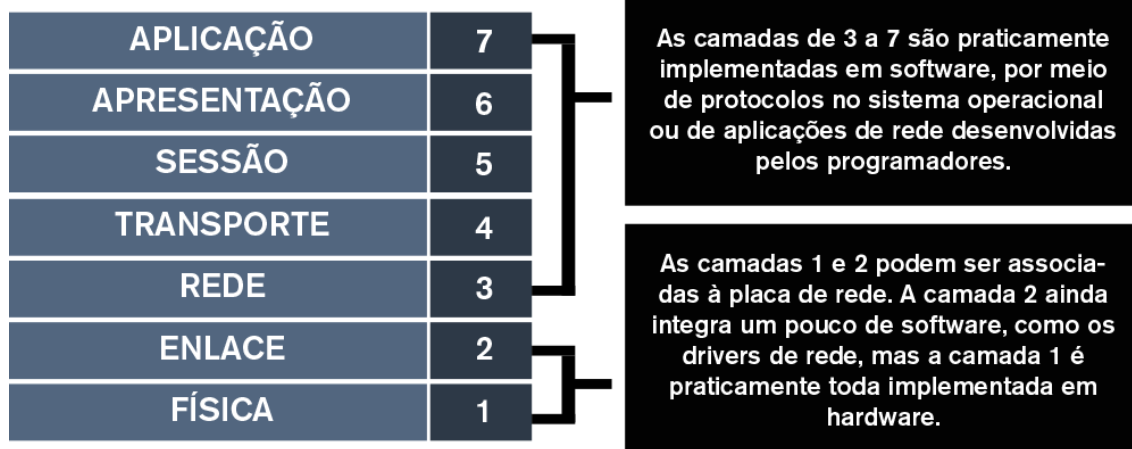 APLICAÇÃO 7
APRESENTAÇÃO 6
SESSÃO 5
TRANSPORTE 4
REDE 3
ENLACE 2
FÍSICA 1
As camadas de 3 a 7 são praticamente
implementadas em software, por meio
de protocolos no sistema operacional
ou de aplicações de rede desenvolvidas
pelos programadores.
As camadas 1 e 2 podem ser associa-
das à placa de rede. A camada 2 ainda
integra um pouco de software, como os
drivers de rede, mas a camada 1 é
praticamente toda implementada em
hardware.